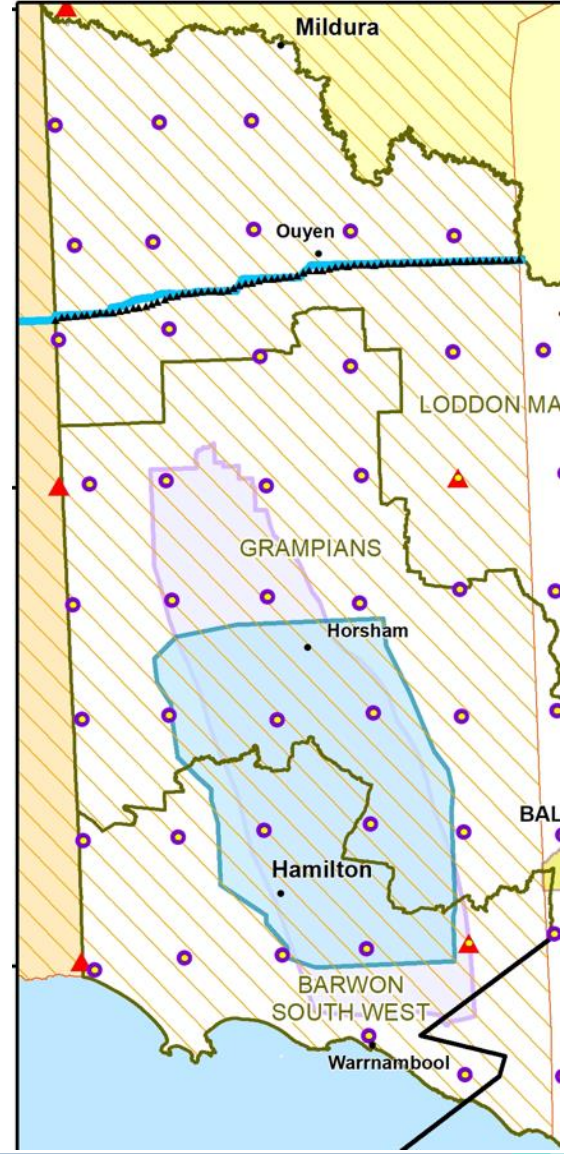 Mildura
Ouyen
LODDON MA
GRAMPIANS
Horsham
BAL
Hamilton
BARWON
SOUTH WEST
Warrnambool